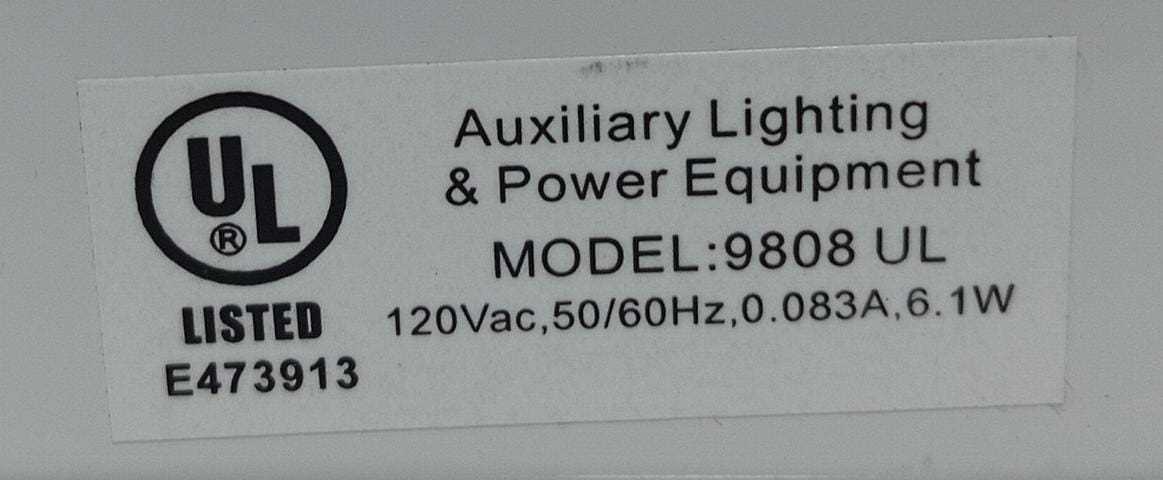 UL
®
LISTED
E473913
Auxiliary Lighting
& Power Equipment
MODEL:9808 UL
120Vac,50/60Hz,0.083A,6.1W